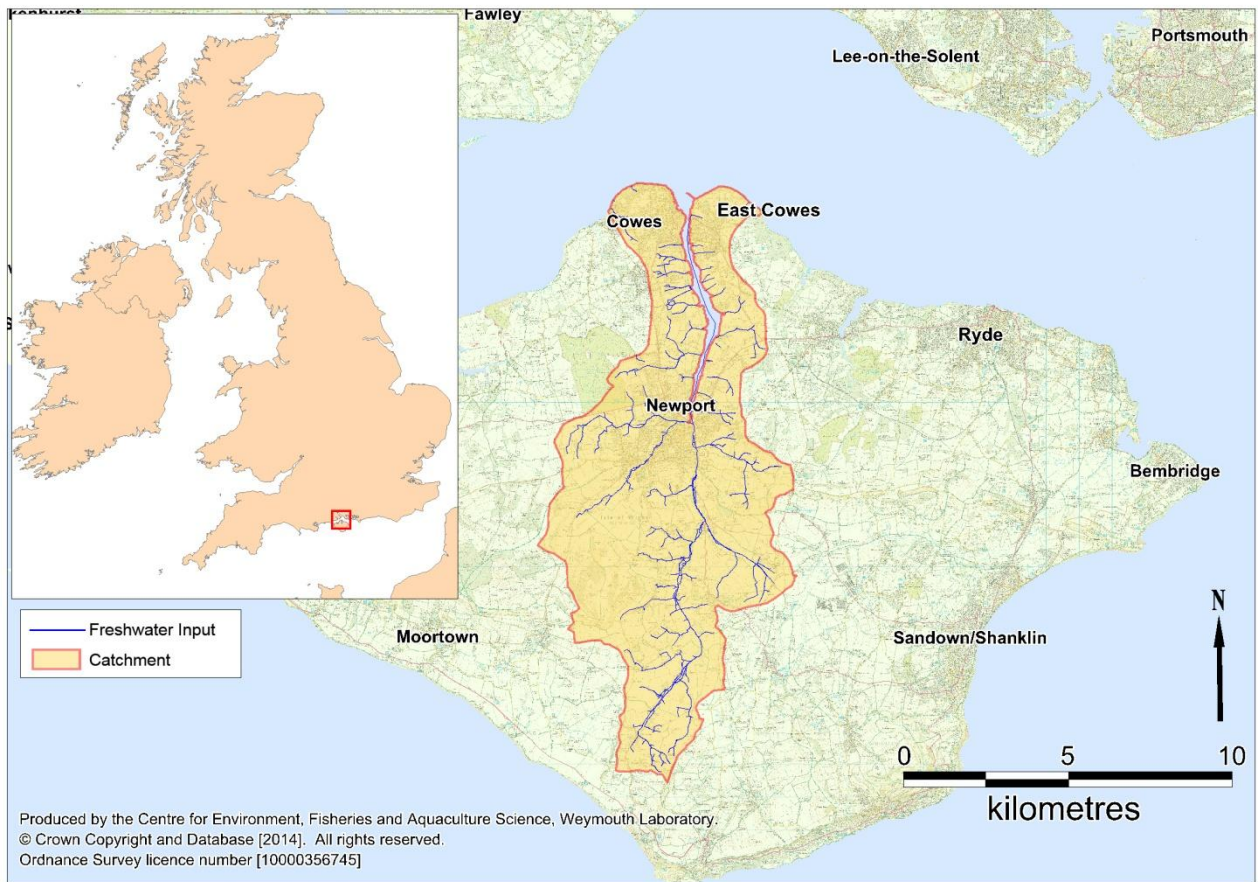 Fawley
Portsmouth
Lee-on-the-Solent
Cowes
East Cowes
Ryde
Newport
Bembridge
Freshwater Input
Catchment
Moortown
Sandown/Shanklin
N
0 5 10
kilometres
Produced by the Centre for Environment, Fisheries and Aquaculture Science, Weymouth Laboratory.
© Crown Copyright and Database [2014]. All rights reserved.
Ordnance Survey licence number [10000356745]